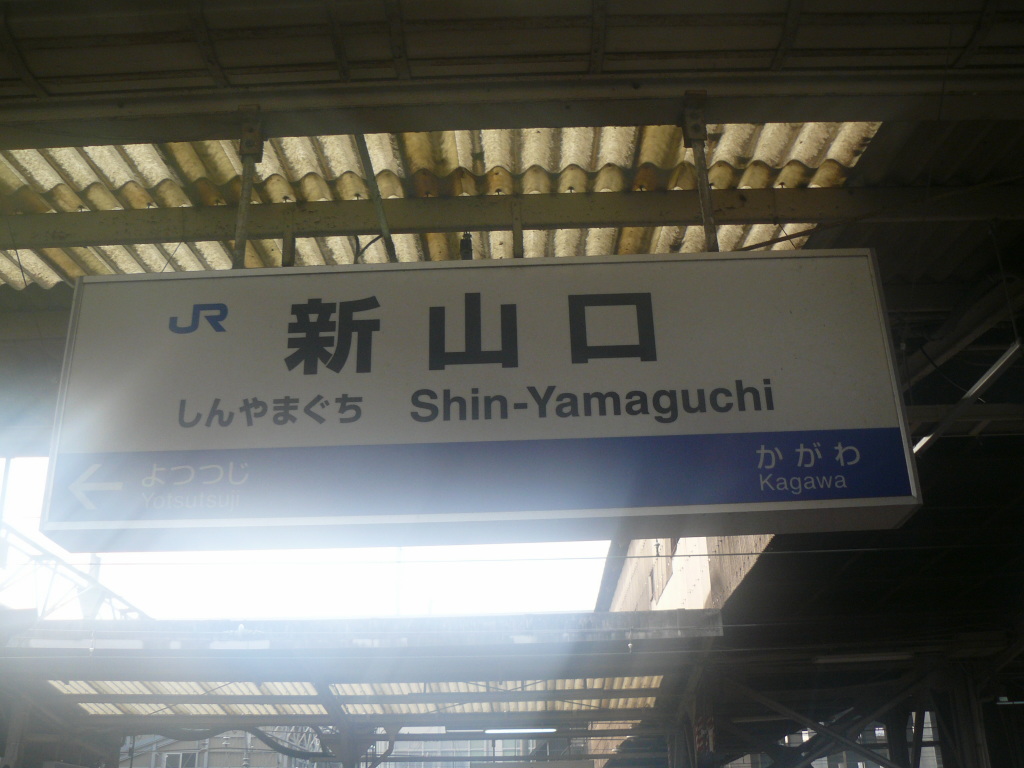 JR 新山口
しんやまぐち Shin-Yamaguchi
よつつじ かがわ
Yotsutsuji Kagawa